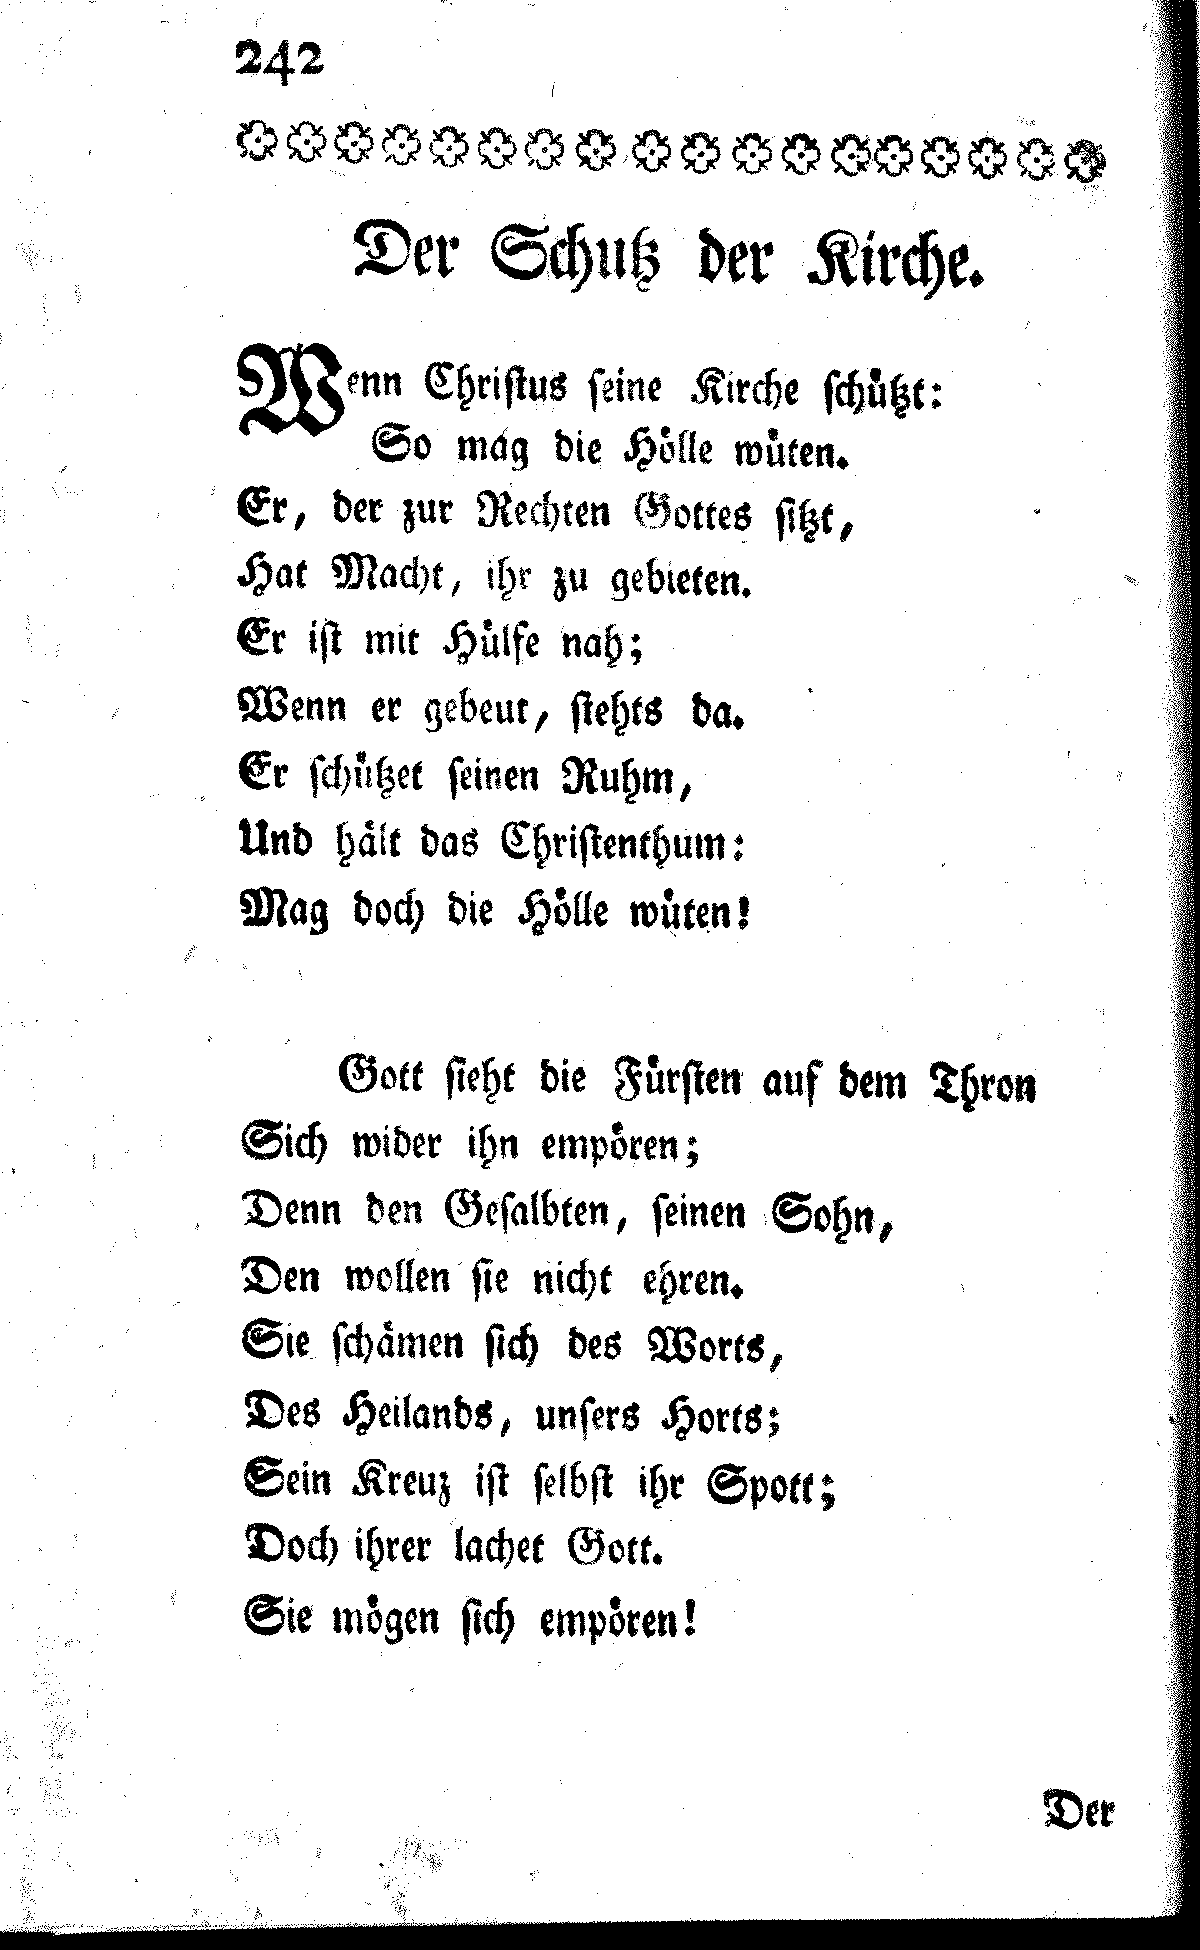 242
Der Schutz der Kirche.
Wenn Christus seine Kirche schützt:
So mag die Hölle wüten.
Er, der zur Rechten Gottes sitzt,
Hat Macht, ihr zu gebieten.
Er ist mit Hülfe nah;
Wenn er gebeut, stehts da.
Er schützet seinen Ruhm,
Und hält das Christenthum:
Mag doch die Hölle wüten!
Gott sieht die Fürsten auf dem Thron
Sich wider ihn empören;
Denn den Gesalbten, seinen Sohn,
Den wollen sie nicht ehren.
Sie schämen sich des Worts,
Des Heilands, unsers Horts;
Sein Kreuz ist selbst ihr Spott;
Doch ihrer lachet Gott.
Sie mögen sich empören!
Der